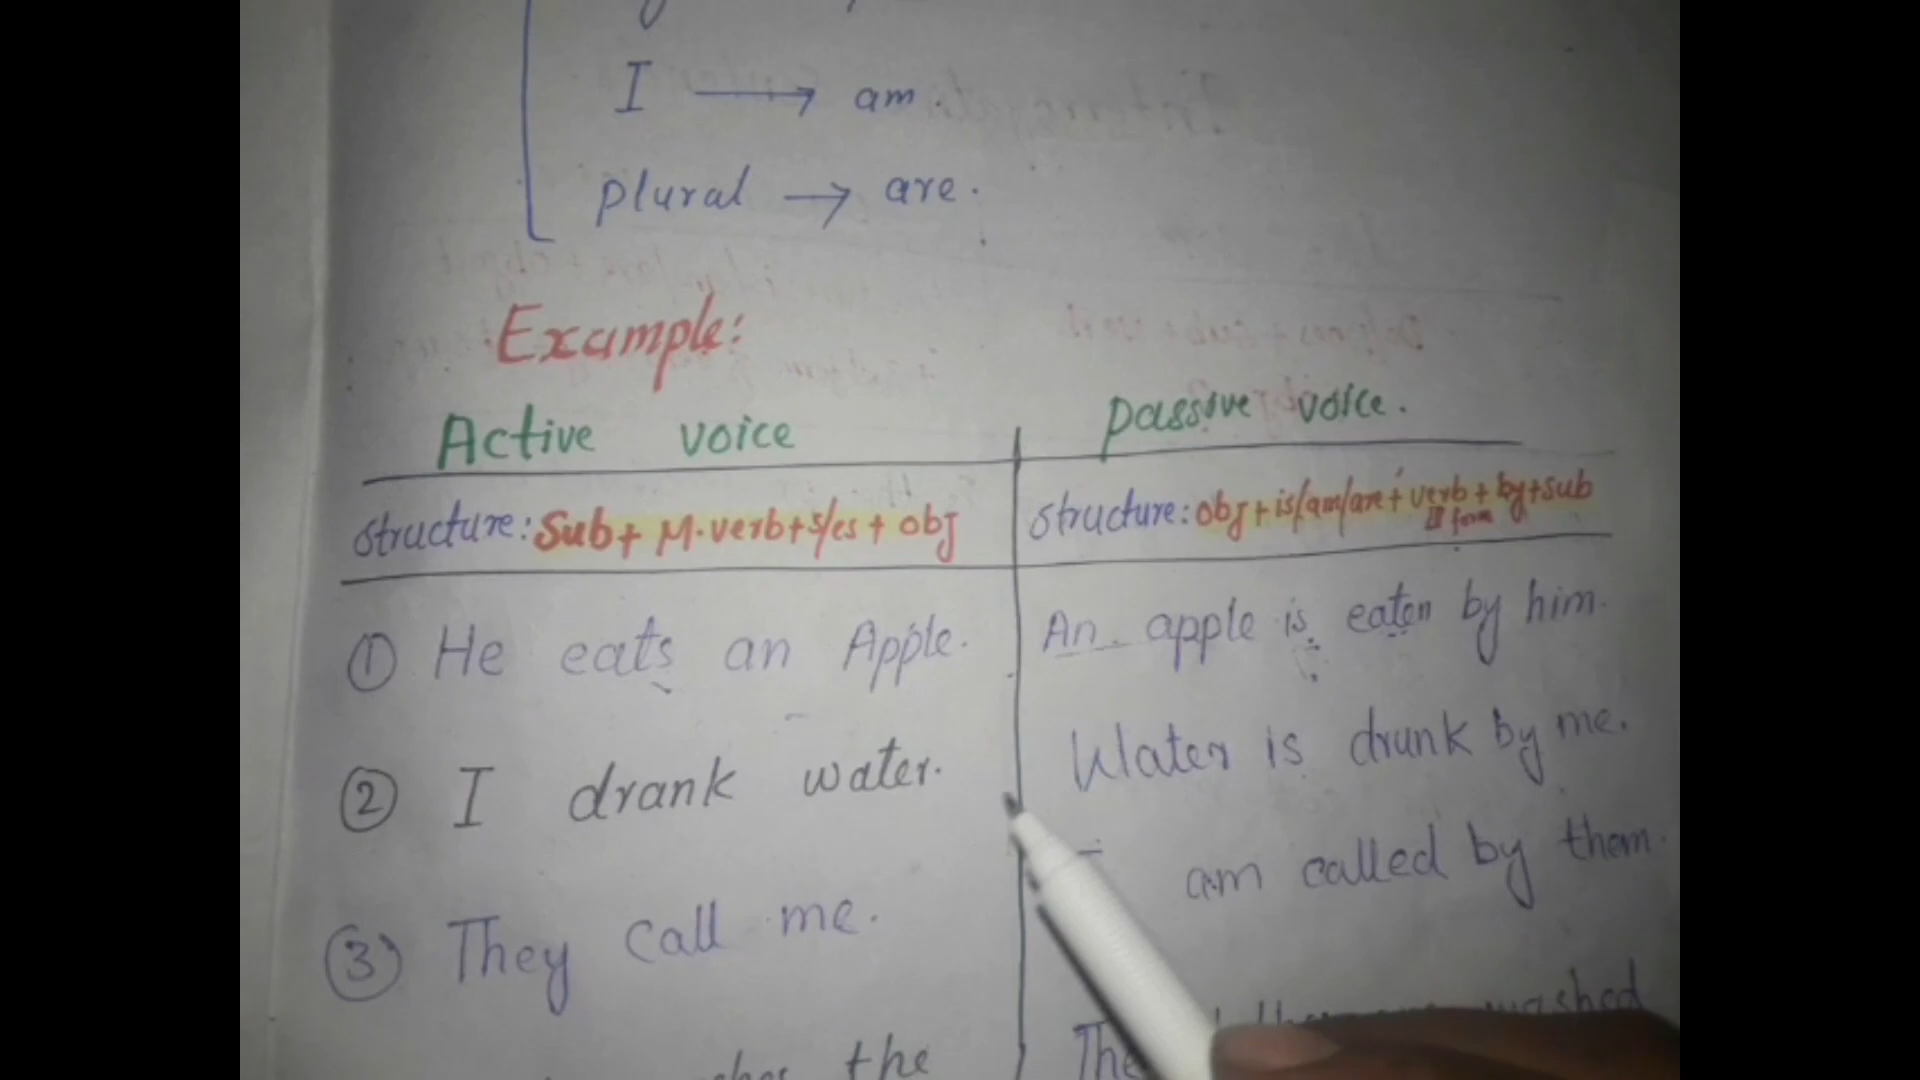 I → am.
plural → are.
Example:
Active voice
passive voice.
structure: Sub + M.verb + s/es + obj
structure: obj + is/am/are + verb + by + sub
III form
① He eats an Apple.
An apple is eaten by him.
② I drank water.
Water is drunk by me.
③ They call me.
am called by them.
the
washed